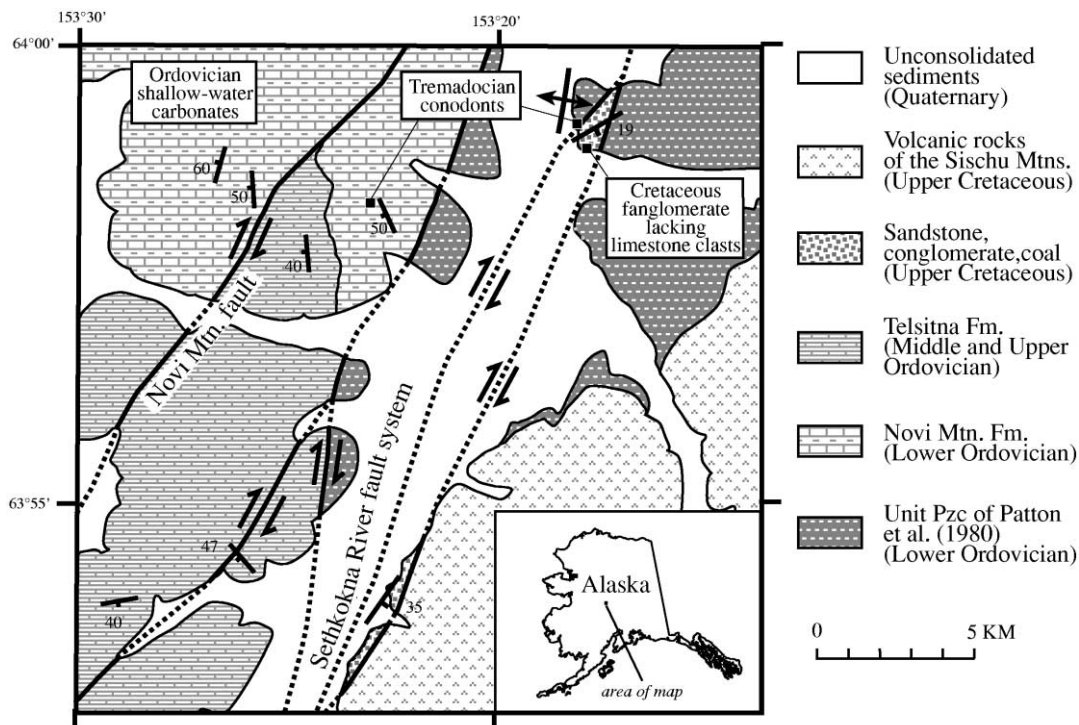 153°30'
153°20'
64°00'
63°55'
Ordovician
shallow-water
carbonates
Tremadocian
conodonts
Cretaceous
fanglomerate
lacking
limestone clasts
19
60
50
50
40
47
40
35
Novi Mtn. fault
Sethkokna River fault system
Alaska
area of map
Unconsolidated
sediments
(Quaternary)
Volcanic rocks
of the Sischu Mtns.
(Upper Cretaceous)
Sandstone,
conglomerate,coal
(Upper Cretaceous)
Telsitna Fm.
(Middle and Upper
Ordovician)
Novi Mtn. Fm.
(Lower Ordovician)
Unit Pzc of Patton
et al. (1980)
(Lower Ordovician)
0 5 KM